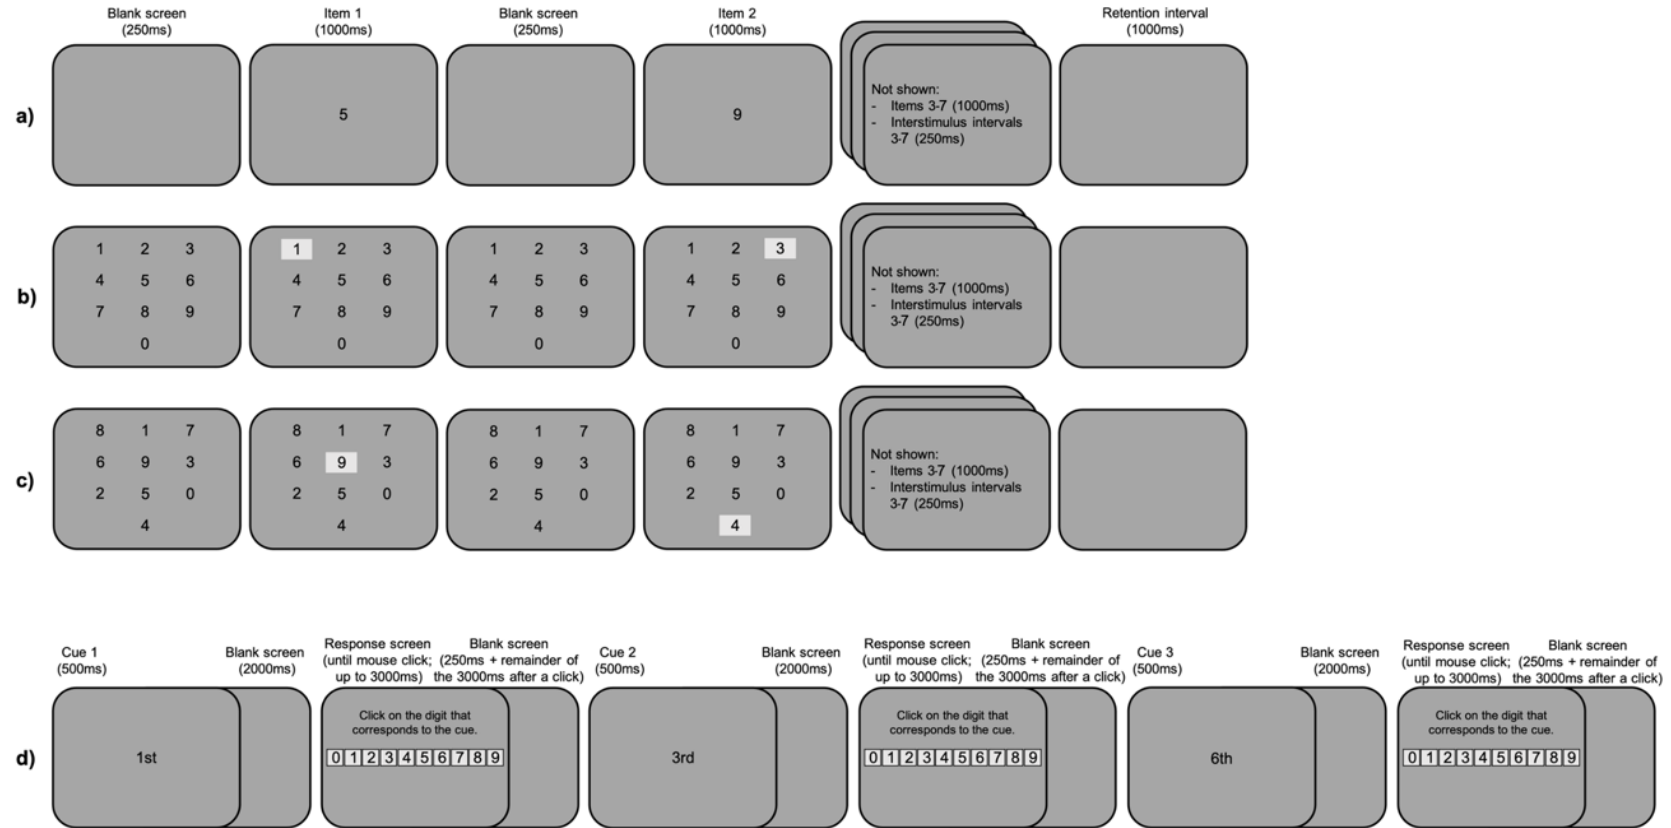 Blank screen
(250ms)
Item 1
(1000ms)
Blank screen
(250ms)
Item 2
(1000ms)
Retention interval
(1000ms)
a)
5
9
Not shown:
- Items 3-7 (1000ms)
- Interstimulus intervals
3-7 (250ms)
b)
1 2 3
4 5 6
7 8 9
0
1 2 3
4 5 6
7 8 9
0
1 2 3
4 5 6
7 8 9
0
1 2 3
4 5 6
7 8 9
0
Not shown:
- Items 3-7 (1000ms)
- Interstimulus intervals
3-7 (250ms)
c)
8 1 7
6 9 3
2 5 0
4
8 1 7
6 9 3
2 5 0
4
8 1 7
6 9 3
2 5 0
4
8 1 7
6 9 3
2 5 0
4
Not shown:
- Items 3-7 (1000ms)
- Interstimulus intervals
3-7 (250ms)
d)
Cue 1
(500ms)
Blank screen
(2000ms)
Response screen
(until mouse click;
up to 3000ms)
Blank screen
(250ms + remainder of
the 3000ms after a click)
Cue 2
(500ms)
Blank screen
(2000ms)
Response screen
(until mouse click;
up to 3000ms)
Blank screen
(250ms + remainder of
the 3000ms after a click)
Cue 3
(500ms)
Blank screen
(2000ms)
Response screen
(until mouse click;
up to 3000ms)
Blank screen
(250ms + remainder of
the 3000ms after a click)
1st
Click on the digit that
corresponds to the cue.
0 1 2 3 4 5 6 7 8 9
3rd
Click on the digit that
corresponds to the cue.
0 1 2 3 4 5 6 7 8 9
6th
Click on the digit that
corresponds to the cue.
0 1 2 3 4 5 6 7 8 9